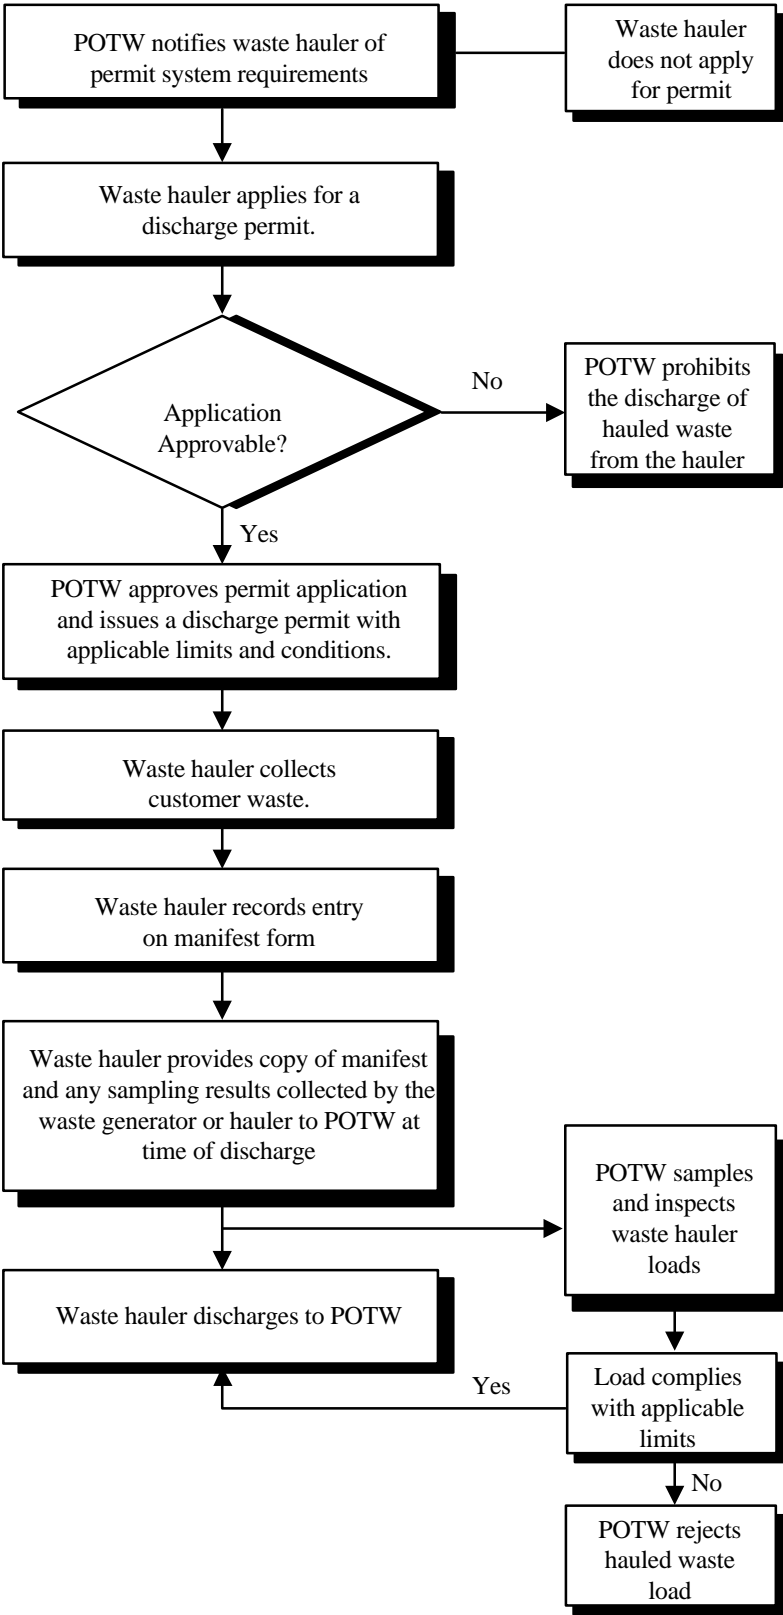 POTW notifies waste hauler of
permit system requirements
Waste hauler
does not apply
for permit
Waste hauler applies for a
discharge permit.
Application
Approvable?
No
POTW prohibits
the discharge of
hauled waste
from the hauler
Yes
POTW approves permit application
and issues a discharge permit with
applicable limits and conditions.
Waste hauler collects
customer waste.
Waste hauler records entry
on manifest form
Waste hauler provides copy of manifest
and any sampling results collected by the
waste generator or hauler to POTW at
time of discharge
POTW samples
and inspects
waste hauler
loads
Waste hauler discharges to POTW
Yes
Load complies
with applicable
limits
No
POTW rejects
hauled waste
load